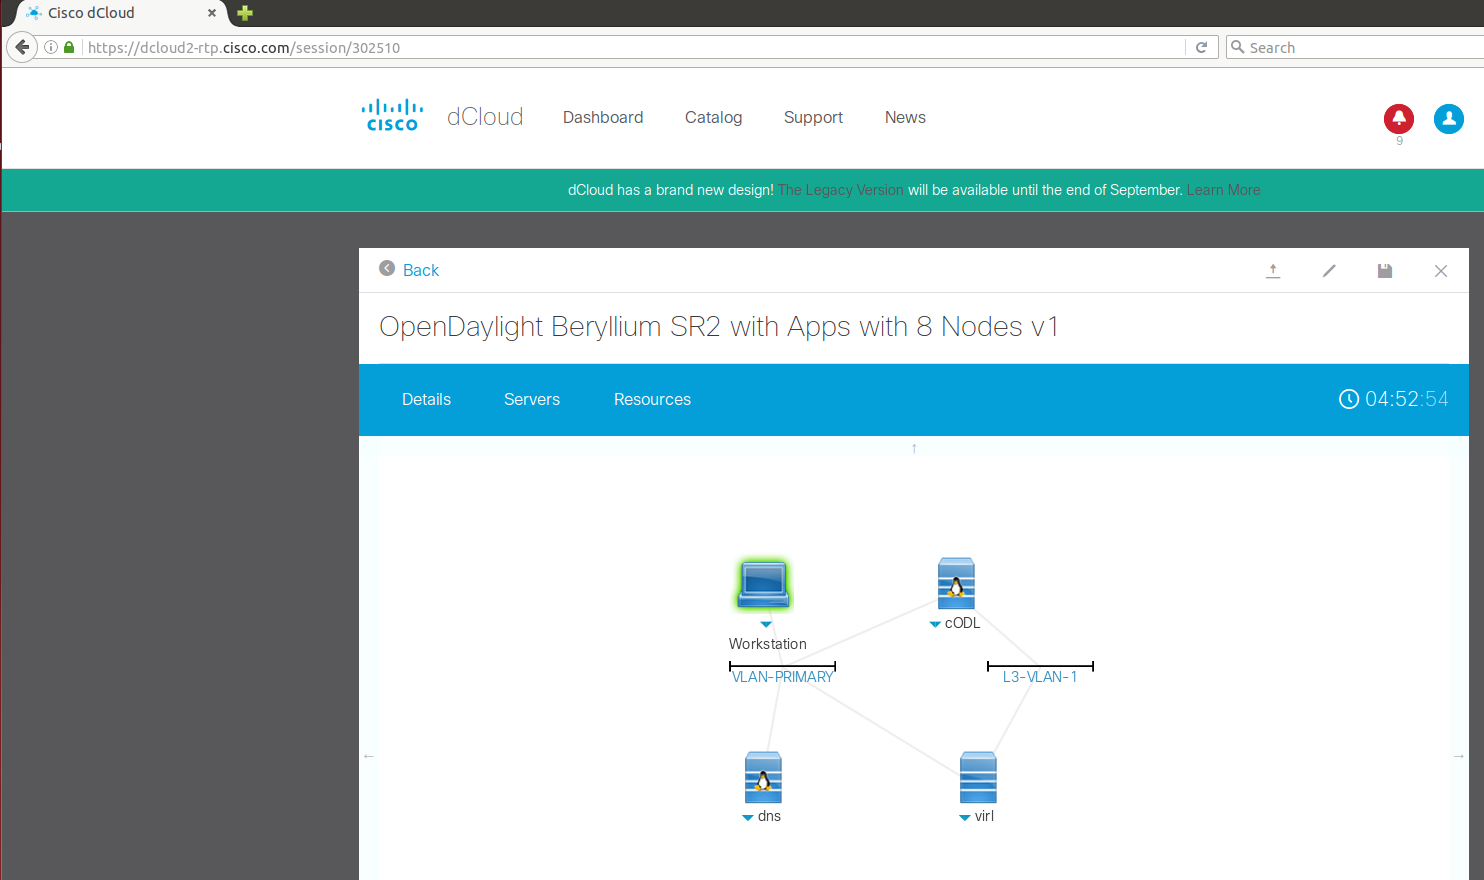 Cisco dCloud
https://dcloud2-rtp.cisco.com/session/302510
Search
CISCO
dCloud
Dashboard
Catalog
Support
News
9
dCloud has a brand new design! The Legacy Version will be available until the end of September. Learn More
Back
OpenDaylight Beryllium SR2 with Apps with 8 Nodes v1
Details
Servers
Resources
04:52:54
cODL
Workstation
VLAN-PRIMARY
L3-VLAN-1
dns
virl